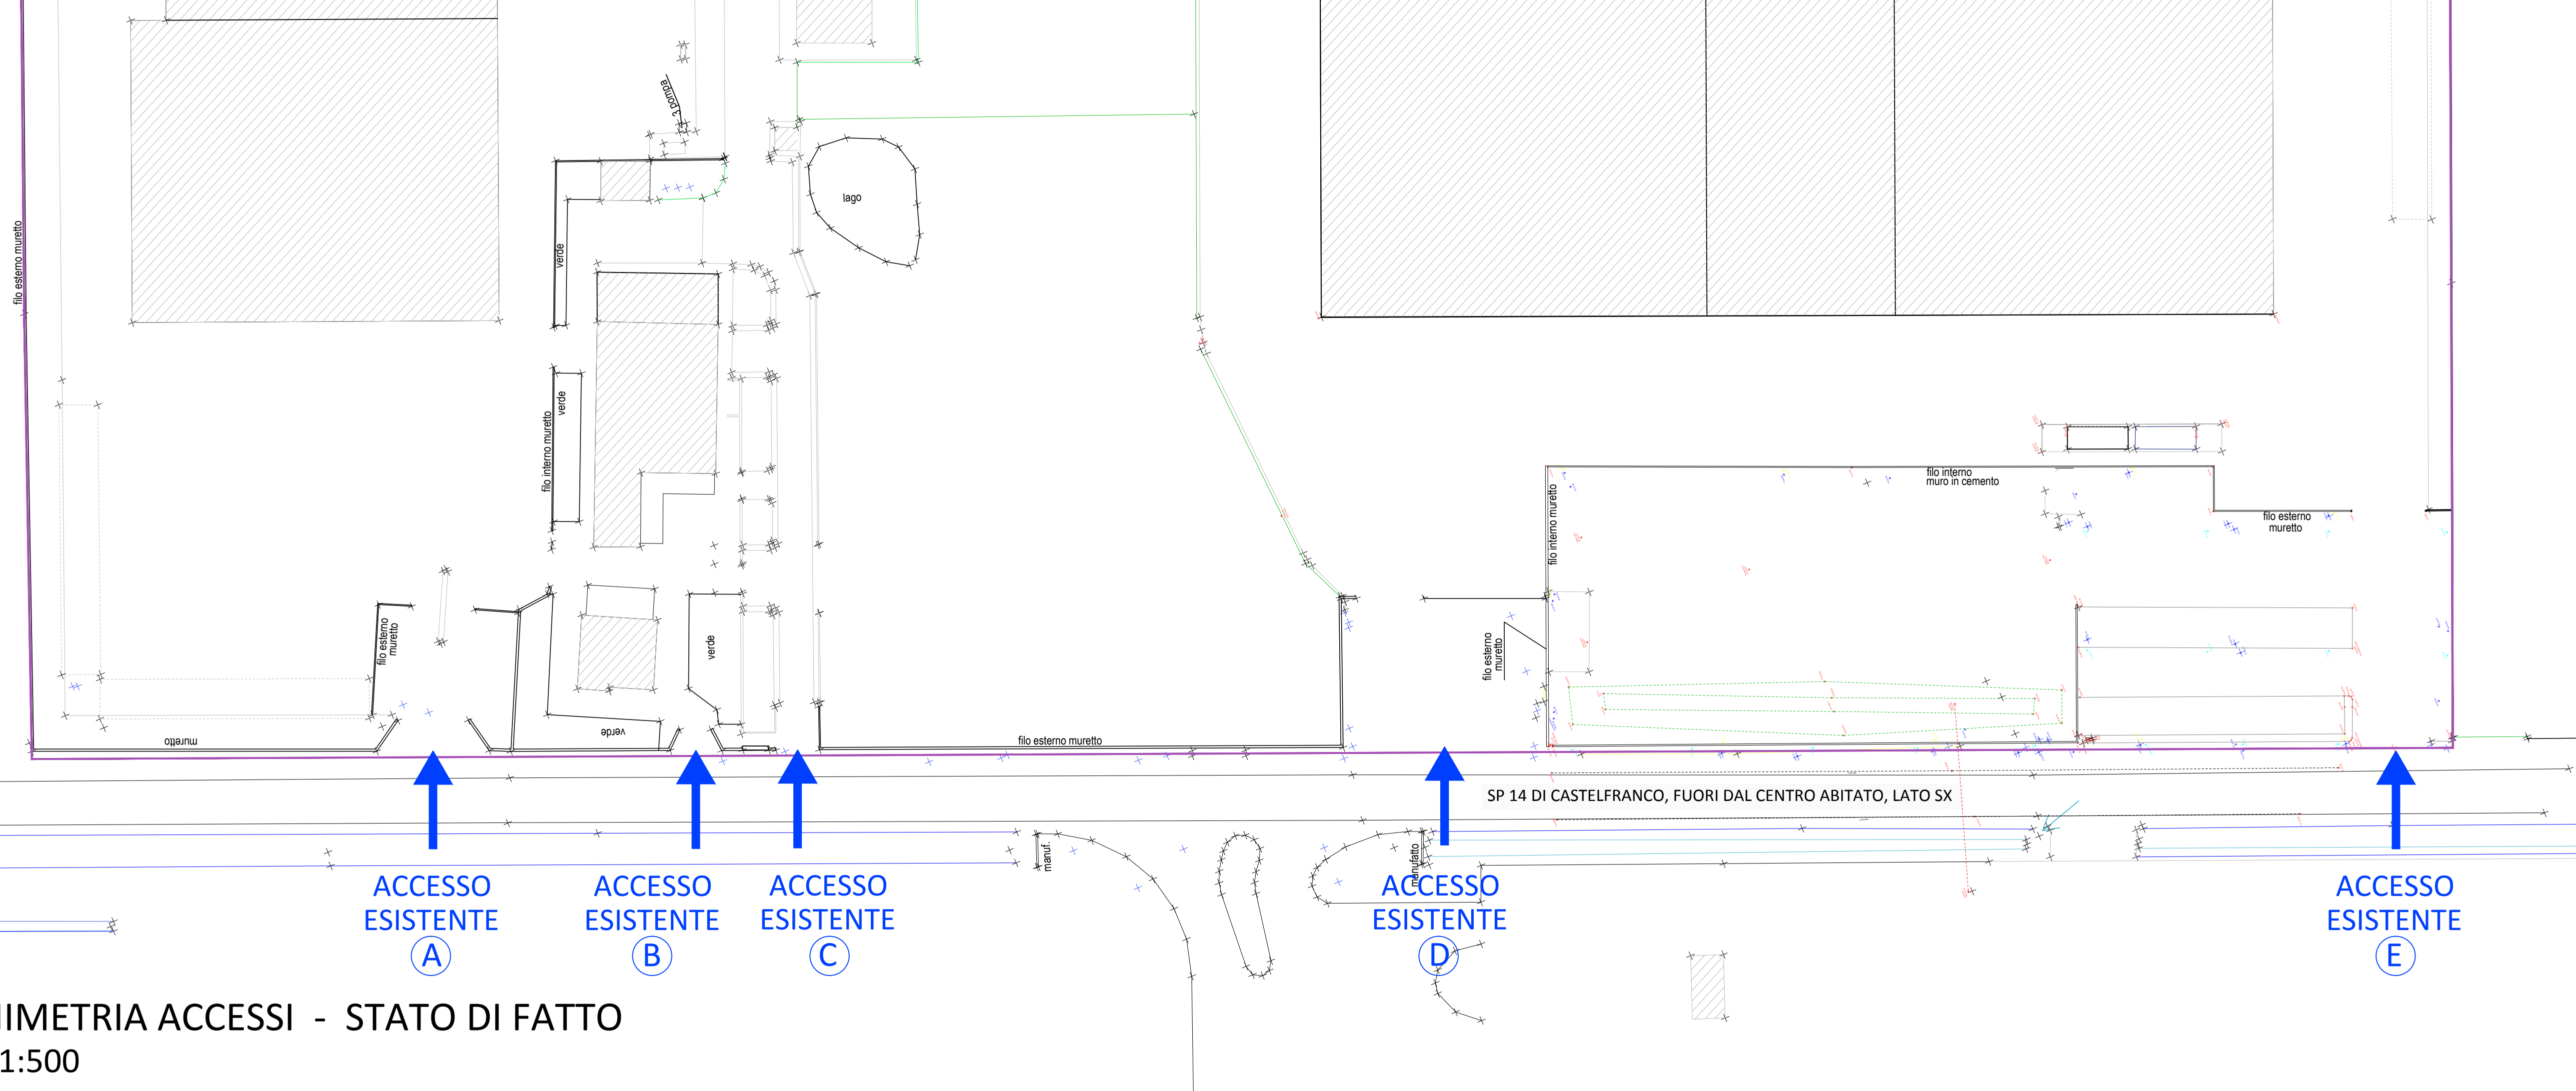 3 pompa
lago
filo esterno muretto
verde
verde
filo interno muretto
filo interno
muro in cemento
filo interno muretto
filo esterno
muretto
filo esterno
muretto
verde
filo esterno
muretto
muretto
verde
filo esterno muretto
SP 14 DI CASTELFRANCO, FUORI DAL CENTRO ABITATO, LATO SX
manuf.
manufatto
ACCESSO
ESISTENTE
A
ACCESSO
ESISTENTE
B
ACCESSO
ESISTENTE
C
ACCESSO
ESISTENTE
D
ACCESSO
ESISTENTE
E
NIMETRIA ACCESSI - STATO DI FATTO
1:500